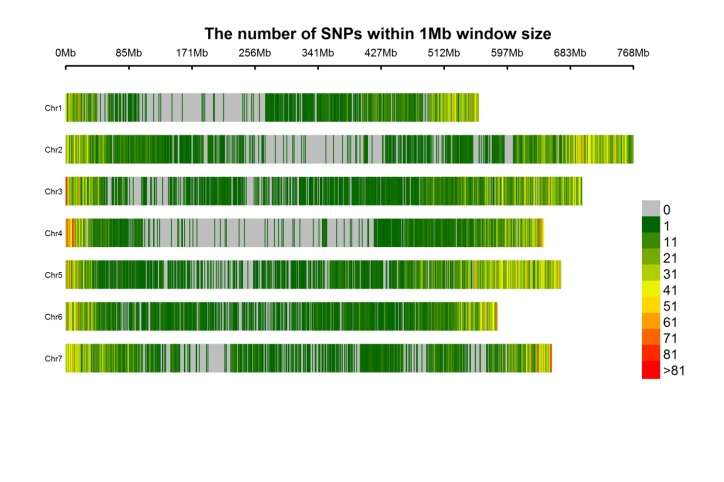 The number of SNPs within 1Mb window size
0Mb 85Mb 171Mb 256Mb 341Mb 427Mb 512Mb 597Mb 683Mb 768Mb
Chr1
Chr2
Chr3
Chr4
Chr5
Chr6
Chr7
0
1
11
21
31
41
51
61
71
81
>81